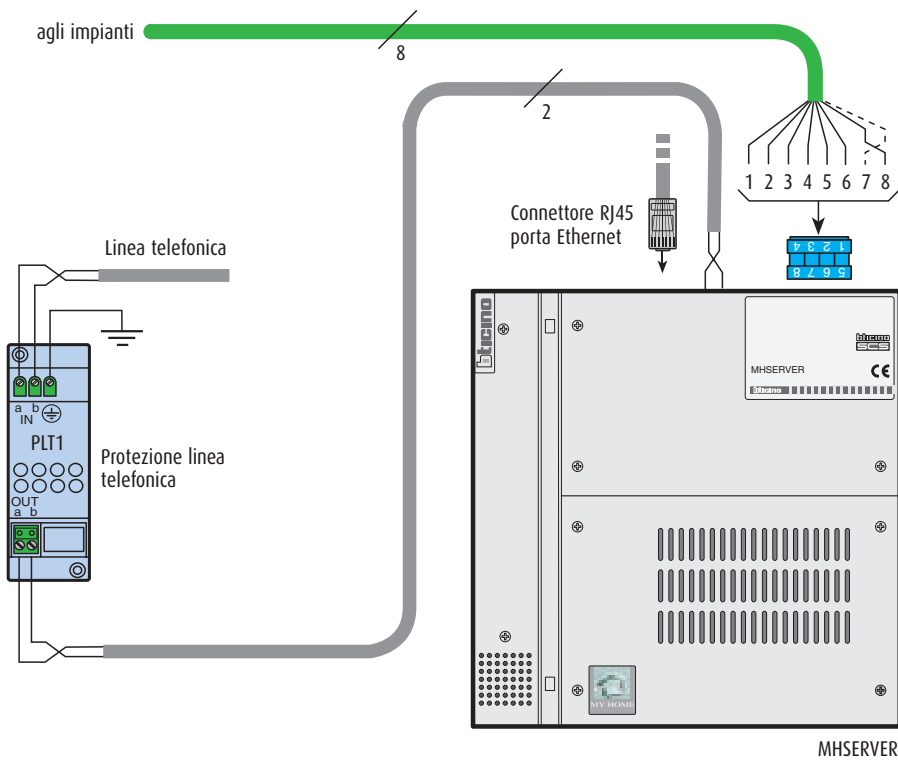 agli impianti
8
2
1 2 3 4 5 6 7 8
Connettore RJ45
porta Ethernet
4 3 2 1
8 7 6 5
Linea telefonica
bticino
bticino
SCS
MHSERVER
CE
bticino
a b
IN
PLT1
Protezione linea
telefonica
OUT
a b
MY HOME
MHSERVER